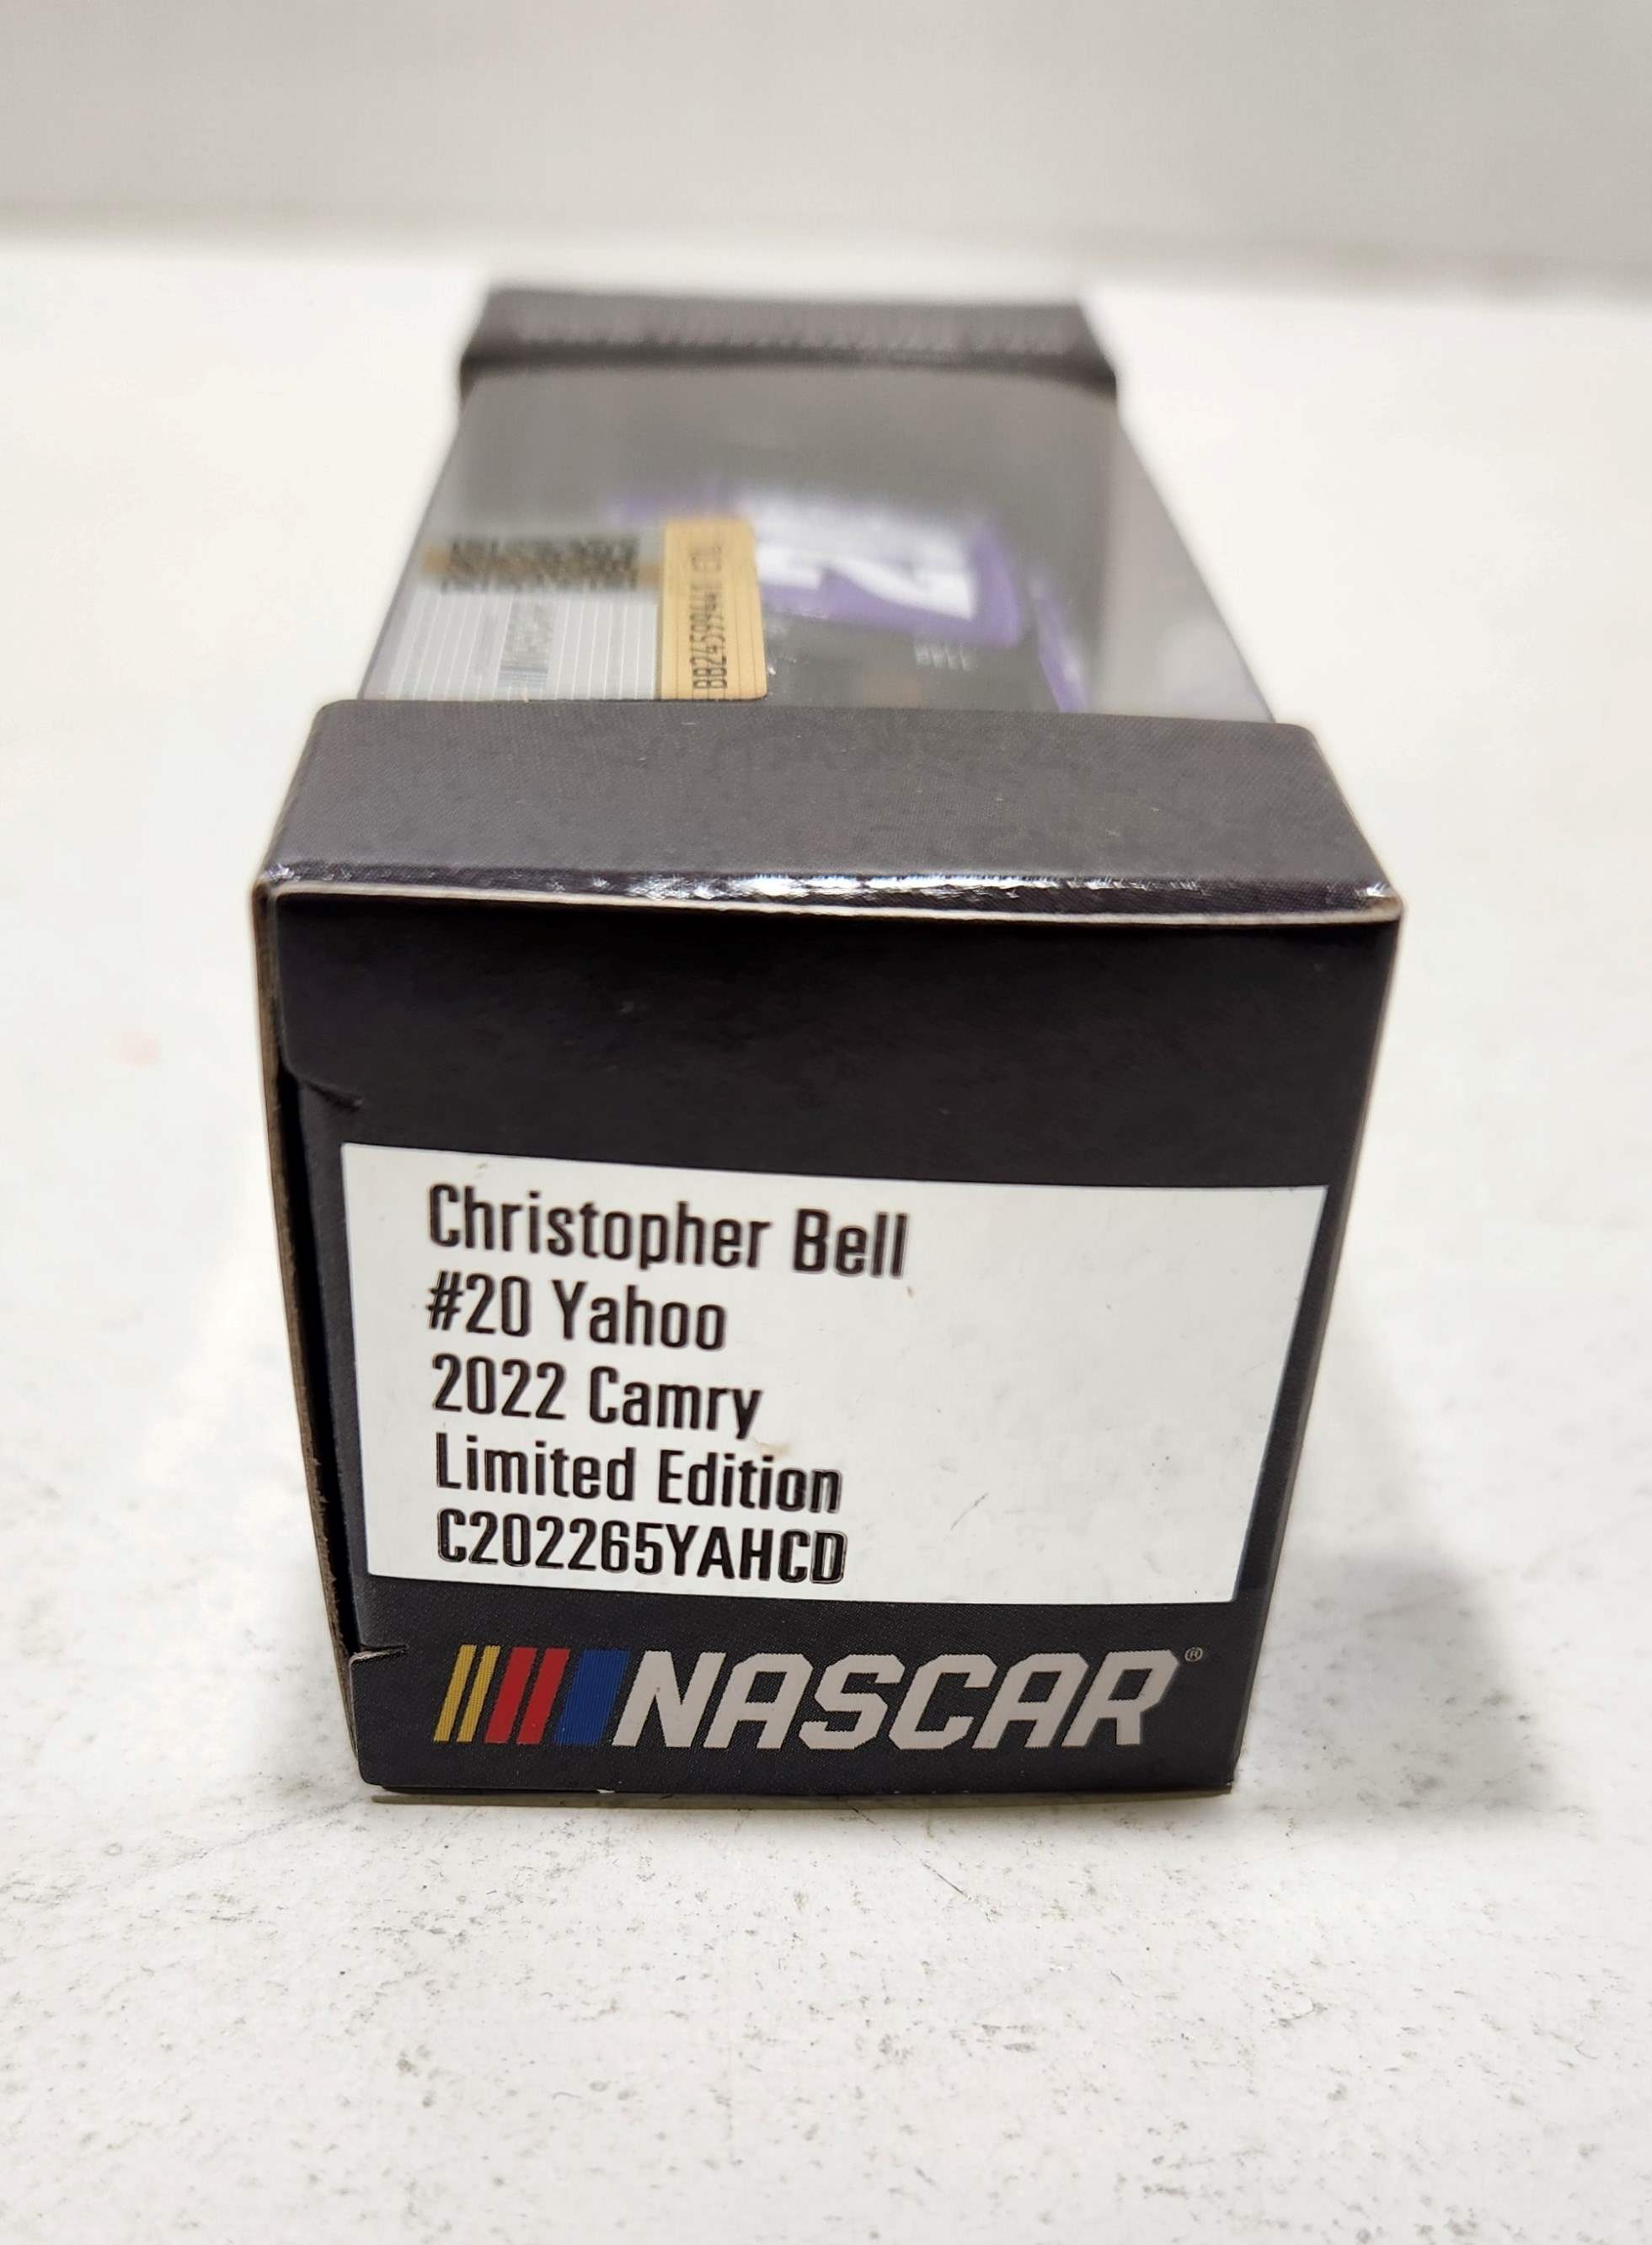 Christopher Bell
#20 Yahoo
2022 Camry
Limited Edition
C202265YAHCD
NASCAR®